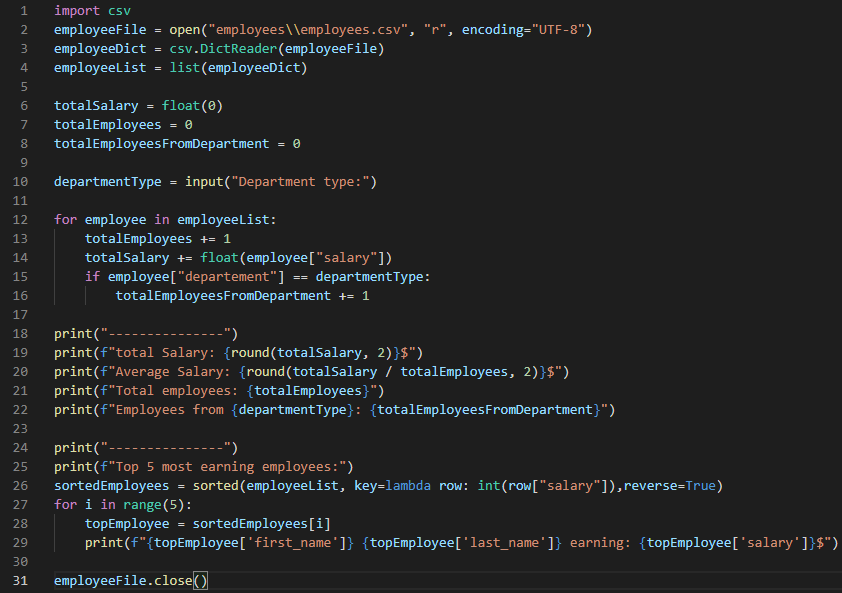 1 import csv
2 employeeFile = open("employees\\employees.csv", "r", encoding="UTF-8")
3 employeeDict = csv.DictReader(employeeFile)
4 employeeList = list(employeeDict)
5
6 totalSalary = float(0)
7 totalEmployees = 0
8 totalEmployeesFromDepartment = 0
9
10 departmentType = input("Department type:")
11
12 for employee in employeeList:
13     totalEmployees += 1
14     totalSalary += float(employee["salary"])
15     if employee["departement"] == departmentType:
16         totalEmployeesFromDepartment += 1
17
18 print("---------------")
19 print(f"total Salary: {round(totalSalary, 2)}$")
20 print(f"Average Salary: {round(totalSalary / totalEmployees, 2)}$")
21 print(f"Total employees: {totalEmployees}")
22 print(f"Employees from {departmentType}: {totalEmployeesFromDepartment}")
23
24 print("---------------")
25 print(f"Top 5 most earning employees:")
26 sortedEmployees = sorted(employeeList, key=lambda row: int(row["salary"]),reverse=True)
27 for i in range(5):
28     topEmployee = sortedEmployees[i]
29     print(f"{topEmployee['first_name']} {topEmployee['last_name']} earning: {topEmployee['salary']}$")
30
31 employeeFile.close()